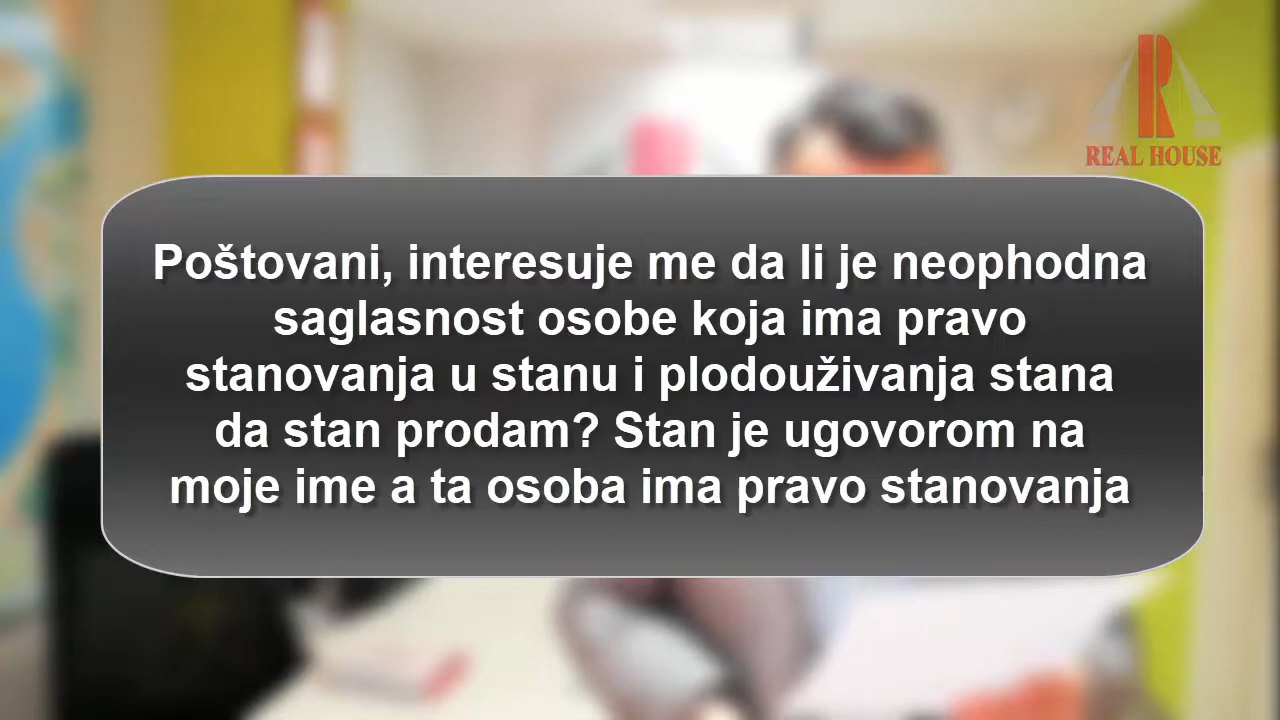 REAL HOUSE
Poštovani, interesuje me da li je neophodna
saglasnost osobe koja ima pravo
stanovanja u stanu i plodouživanja stana
da stan prodam? Stan je ugovorom na
moje ime a ta osoba ima pravo stanovanja